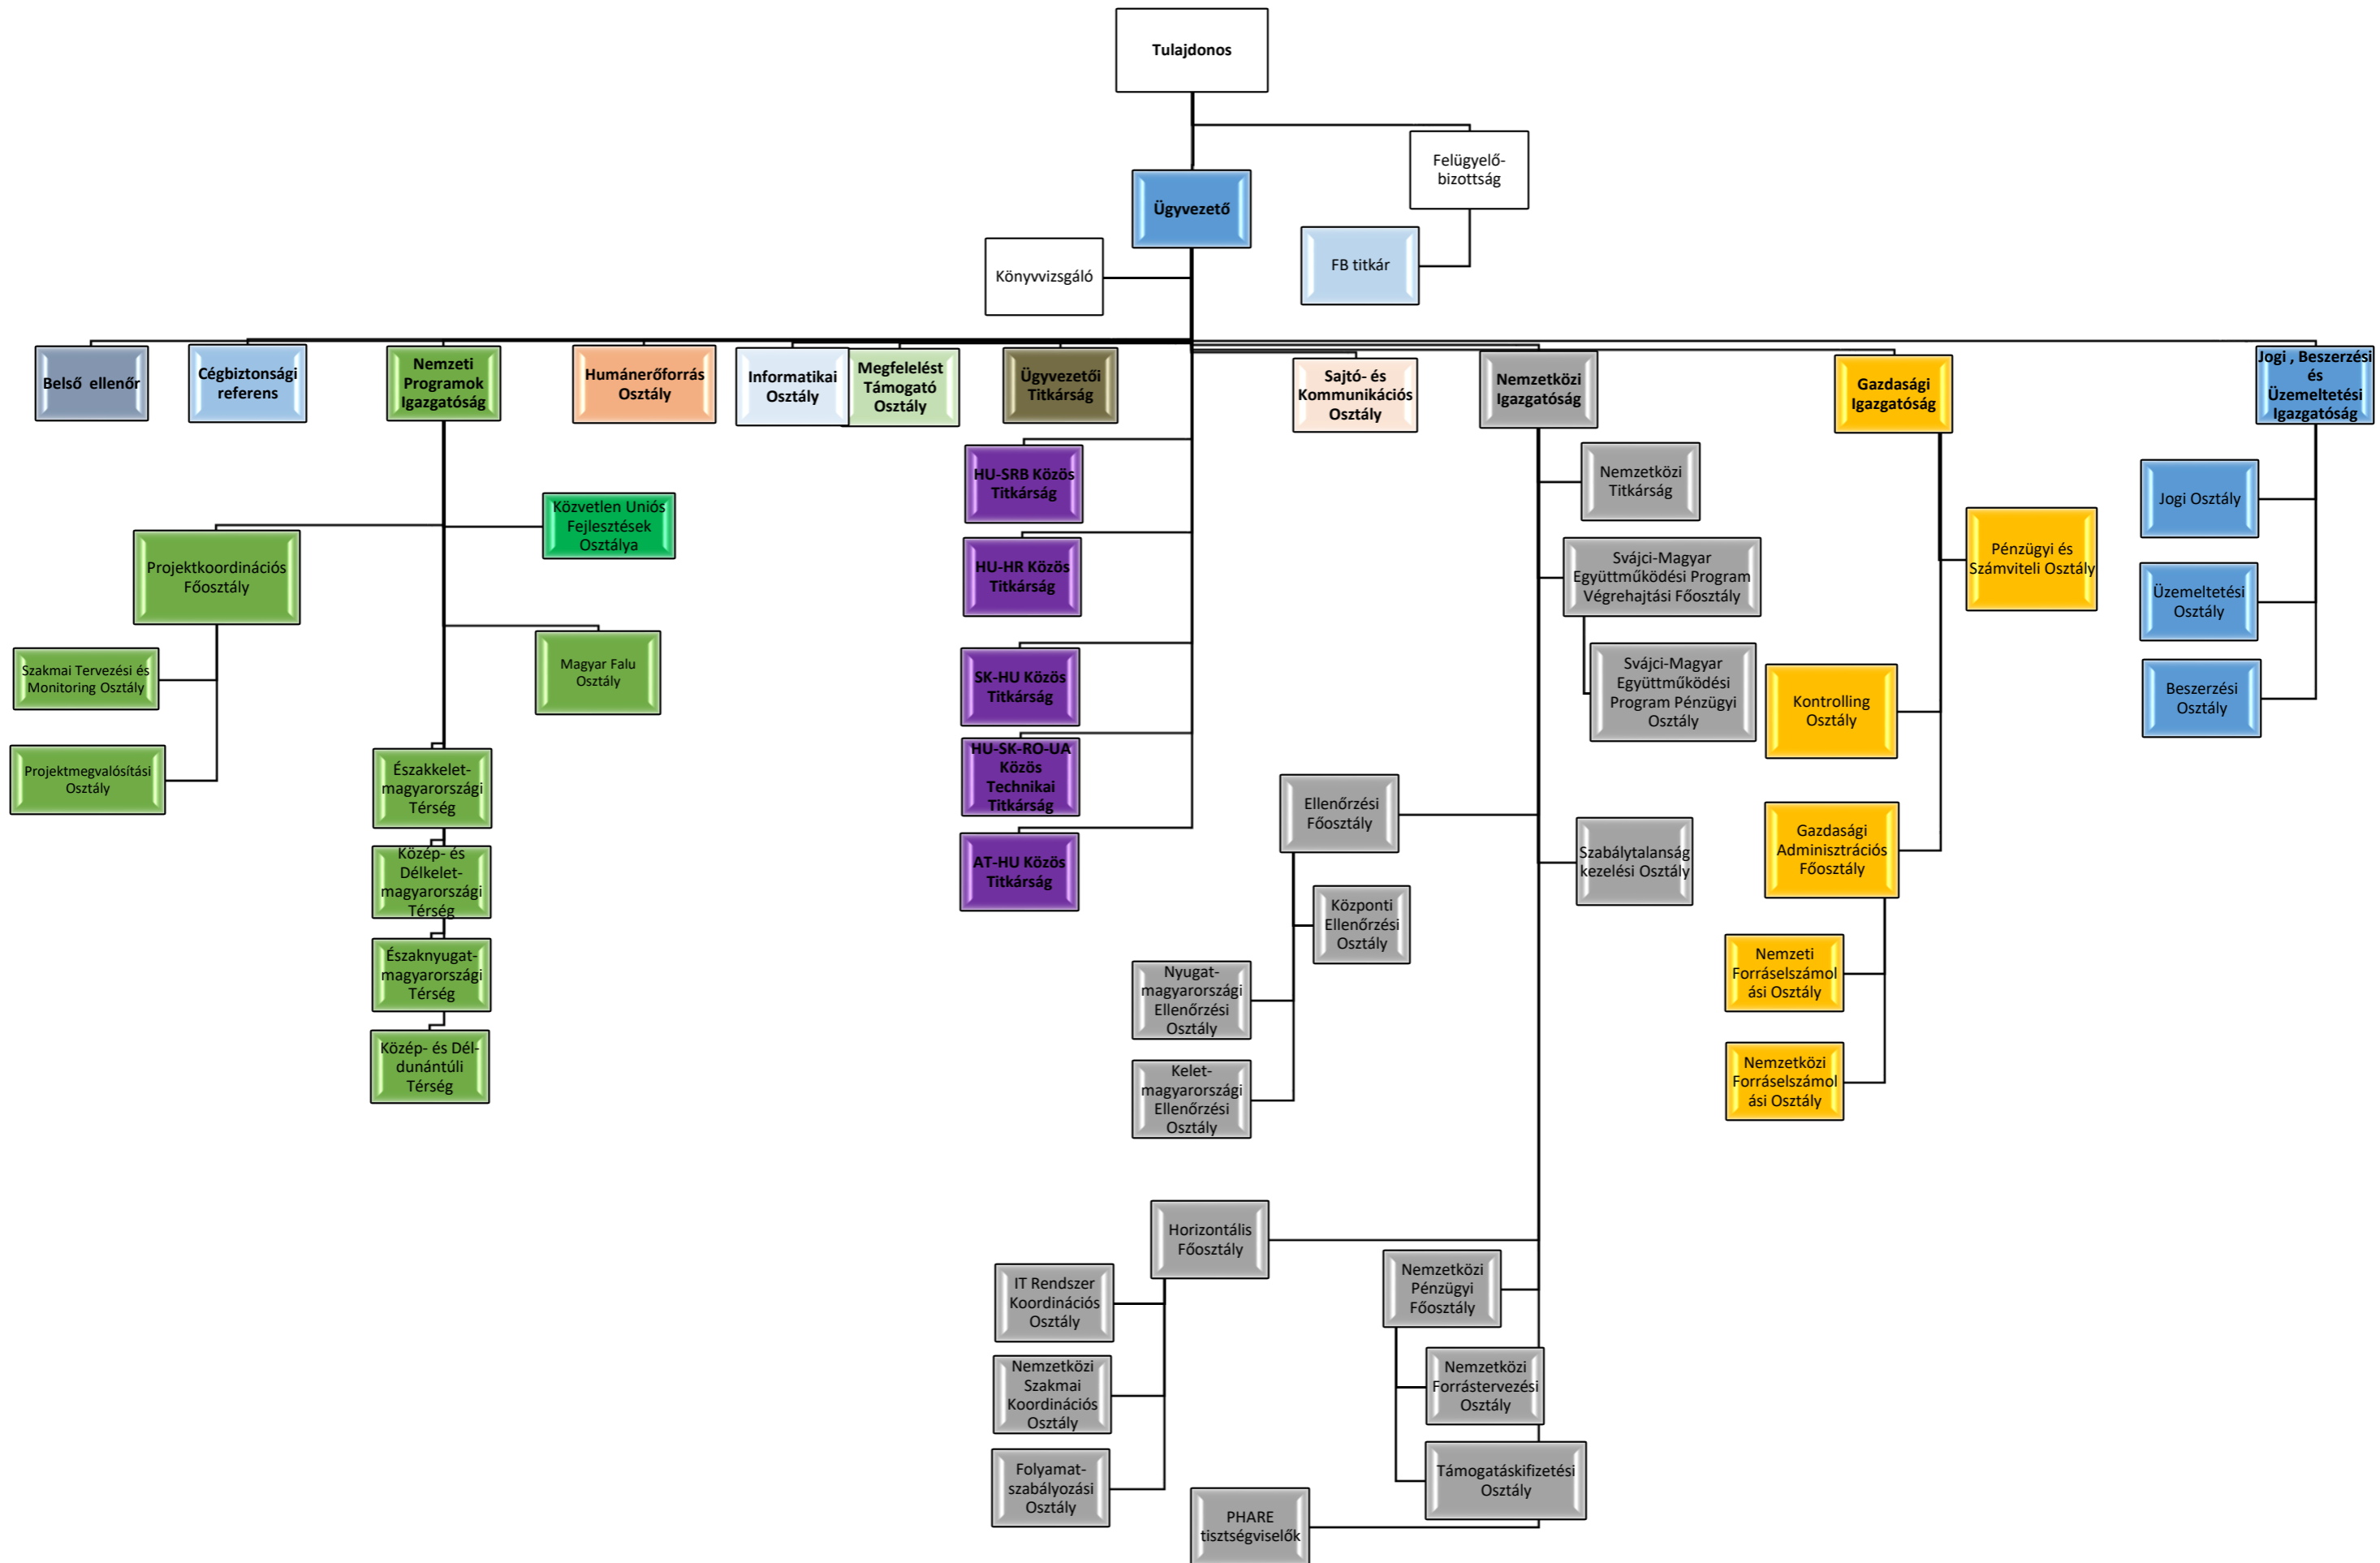 Tulajdonos
Felügyelő-
bizottság
Ügyvezető
FB titkár
Könyvvizsgáló
Belső ellenőr
Cégbiztonsági
referens
Nemzeti
Programok
Igazgatóság
Humánerőforrás
Osztály
Informatikai
Osztály
Megfelelést
Támogató
Osztály
Ügyvezetői
Titkárság
Sajtó- és
Kommunikációs
Osztály
Nemzetközi
Igazgatóság
Gazdasági
Igazgatóság
Jogi , Beszerzési
és
Üzemeltetési
Igazgatóság
Projektkoordinációs
Főosztály
Szakmai Tervezési és
Monitoring Osztály
Projektmegvalósítási
Osztály
Közvetlen Uniós
Fejlesztések
Osztálya
Magyar Falu
Osztály
Északkelet-
magyarországi
Térség
Közép- és
Délkelet-
magyarországi
Térség
Északnyugat-
magyarországi
Térség
Közép- és Dél-
dunántúli
Térség
HU-SRB Közös
Titkárság
HU-HR Közös
Titkárság
SK-HU Közös
Titkárság
HU-SK-RO-UA
Közös
Technikai
Titkárság
AT-HU Közös
Titkárság
Nemzetközi
Titkárság
Svájci-Magyar
Együttműködési Program
Végrehajtási Főosztály
Svájci-Magyar
Együttműködési
Program Pénzügyi
Osztály
Ellenőrzési
Főosztály
Központi
Ellenőrzési
Osztály
Nyugat-
magyarországi
Ellenőrzési
Osztály
Kelet-
magyarországi
Ellenőrzési
Osztály
Szabálytalanság
kezelési Osztály
Horizontális
Főosztály
IT Rendszer
Koordinációs
Osztály
Nemzetközi
Szakmai
Koordinációs
Osztály
Folyamat-
szabályozási
Osztály
Nemzetközi
Pénzügyi
Főosztály
Nemzetközi
Forrástervezési
Osztály
Támogatáskifizetési
Osztály
PHARE
tisztségviselők
Pénzügyi és
Számviteli Osztály
Kontrolling
Osztály
Gazdasági
Adminisztrációs
Főosztály
Nemzeti
Forráselszámol
ási Osztály
Nemzetközi
Forráselszámol
ási Osztály
Jogi Osztály
Üzemeltetési
Osztály
Beszerzési
Osztály